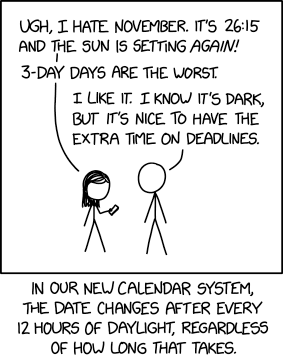 UGH, I HATE NOVEMBER. IT'S 26:15
AND THE SUN IS SETTING AGAIN!
3-DAY DAYS ARE THE WORST.
I LIKE IT. I KNOW IT'S DARK,
BUT IT'S NICE TO HAVE THE
EXTRA TIME ON DEADLINES.
IN OUR NEW CALENDAR SYSTEM,
THE DATE CHANGES AFTER EVERY
12 HOURS OF DAYLIGHT, REGARDLESS
OF HOW LONG THAT TAKES.